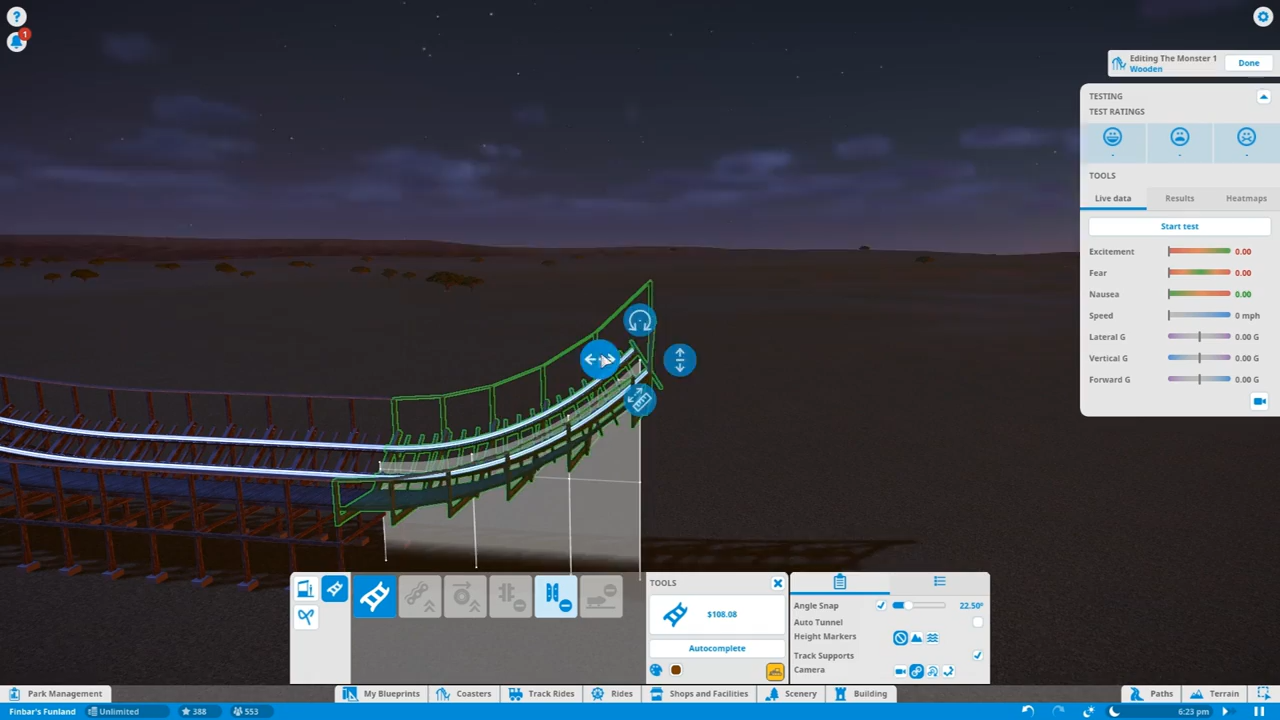 ?
1
Editing The Monster 1
Wooden
Done
TESTING
TEST RATINGS
- - -
TOOLS
Live data Results Heatmaps
Start test
Excitement 0.00
Fear 0.00
Nausea 0.00
Speed 0 mph
Lateral G 0.00 G
Vertical G 0.00 G
Forward G 0.00 G
TOOLS
$108.08
Autocomplete
Angle Snap 22.50°
Auto Tunnel
Height Markers
Track Supports
Camera
Park Management My Blueprints Coasters Track Rides Rides Shops and Facilities Scenery Building Paths Terrain
Finbar's Funland Unlimited 388 553 6:23 pm